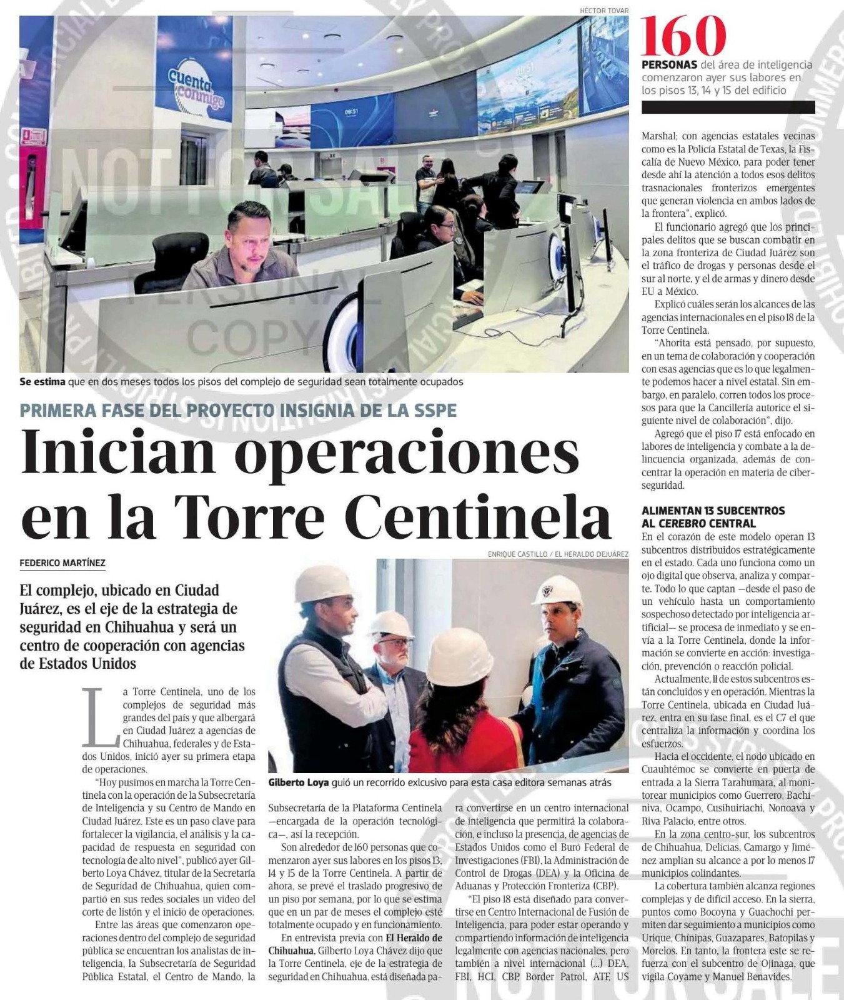 HÉCTOR TOVAR
cuenta
conmigo
09:51
09:51
NOT FOR SALE
PERSONAL
COPY
Se estima que en dos meses todos los pisos del complejo de seguridad sean totalmente ocupados
PRIMERA FASE DEL PROYECTO INSIGNIA DE LA SSPE
Inician operaciones
en la Torre Centinela
FEDERICO MARTÍNEZ
El complejo, ubicado en Ciudad
Juárez, es el eje de la estrategia de
seguridad en Chihuahua y será un
centro de cooperación con agencias
de Estados Unidos
La Torre Centinela, uno de los
complejos de seguridad más
grandes del país y que albergará
en Ciudad Juárez a agencias de
Chihuahua, federales y de Esta-
dos Unidos, inició ayer su primera etapa
de operaciones.
“Hoy pusimos en marcha la Torre Cen-
tinela con la operación de la Subsecretaría
de Inteligencia y su Centro de Mando en
Ciudad Juárez. Este es un paso clave para
fortalecer la vigilancia, el análisis y la ca-
pacidad de respuesta en seguridad con
tecnología de alto nivel”, publicó ayer Gil-
berto Loya Chávez, titular de la Secretaría
de Seguridad de Chihuahua, quien com-
partió en sus redes sociales un video del
corte de listón y el inicio de operaciones.
Entre las áreas que comenzaron ope-
raciones dentro del complejo de seguridad
pública se encuentran los analistas de in-
teligencia, la Subsecretaría de Seguridad
Pública Estatal, el Centro de Mando, la
ENRIQUE CASTILLO / EL HERALDO DEJUÁREZ
Gilberto Loya guió un recorrido exlcusivo para esta casa editora semanas atrás
Subsecretaría de la Plataforma Centinela
—encargada de la operación tecnológi-
ca—, así la recepción.
Son alrededor de 160 personas que co-
menzaron ayer sus labores en los pisos 13,
14 y 15 de la Torre Centinela. A partir de
ahora, se prevé el traslado progresivo de
un piso por semana, por lo que se estima
que en un par de meses el complejo esté
totalmente ocupado y en funcionamiento.
En entrevista previa con El Heraldo de
Chihuahua, Gilberto Loya Chávez dijo que
la Torre Centinela, eje de la estrategia de
seguridad en Chihuahua, está diseñada pa-
ra convertirse en un centro internacional
de inteligencia que permitirá la colabora-
ción, e incluso la presencia, de agencias de
Estados Unidos como el Buró Federal de
Investigaciones (FBI), la Administración de
Control de Drogas (DEA) y la Oficina de
Aduanas y Protección Fronteriza (CBP).
“El piso 18 está diseñado para conver-
tirse en Centro Internacional de Fusión de
Inteligencia, para poder estar operando y
compartiendo información de inteligencia
legalmente con agencias nacionales, pero
también a nivel internacional (...) DEA,
FBI, HCI, CBP, Border Patrol, ATF, US
160
PERSONAS del área de inteligencia
comenzaron ayer sus labores en
los pisos 13, 14 y 15 del edificio
Marshal; con agencias estatales vecinas
como es la Policía Estatal de Texas, la Fis-
calía de Nuevo México, para poder tener
desde ahí la atención a todos esos delitos
trasnacionales fronterizos emergentes
que generan violencia en ambos lados de
la frontera”, explicó.
El funcionario agregó que los princi-
pales delitos que se buscan combatir en
la zona fronteriza de Ciudad Juárez son
el tráfico de drogas y personas desde el
sur al norte, y el de armas y dinero desde
EU a México.
Explicó cuáles serán los alcances de las
agencias internacionales en el piso 18 de la
Torre Centinela.
“Ahorita está pensado, por supuesto,
en un tema de colaboración y cooperación
con esas agencias que es lo que legalmen-
te podemos hacer a nivel estatal. Sin em-
bargo, en paralelo, corren todos los proce-
sos para que la Cancillería autorice el si-
guiente nivel de colaboración”, dijo.
Agregó que el piso 17 está enfocado en
labores de inteligencia y combate a la de-
lincuencia organizada, además de con-
centrar la operación en materia de ciber-
seguridad.
ALIMENTAN 13 SUBCENTROS
AL CEREBRO CENTRAL
En el corazón de este modelo operan 13
subcentros distribuidos estratégicamente
en el estado. Cada uno funciona como un
ojo digital que observa, analiza y compar-
te. Todo lo que captan —desde el paso de
un vehículo hasta un comportamiento
sospechoso detectado por inteligencia ar-
tificial— se procesa de inmediato y se en-
vía a la Torre Centinela, donde la infor-
mación se convierte en acción: investiga-
ción, prevención o reacción policial.
Actualmente, 11 de estos subcentros es-
tán concluidos y en operación. Mientras la
Torre Centinela, ubicada en Ciudad Juá-
rez, entra en su fase final, es el C7 el que
centraliza la información y coordina los
esfuerzos.
Hacia el occidente, el nodo ubicado en
Cuauhtémoc se convierte en puerta de
entrada a la Sierra Tarahumara, al moni-
torear municipios como Guerrero, Bachí-
niva, Ocampo, Cusihuiriachi, Nonoava y
Riva Palacio, entre otros.
En la zona centro-sur, los subcentros
de Chihuahua, Delicias, Camargo y Jimé-
nez amplían su alcance a por lo menos 17
municipios colindantes.
La cobertura también alcanza regiones
complejas y de difícil acceso. En la sierra,
puntos como Bocoyna y Guachochi per-
miten dar seguimiento a municipios como
Urique, Chínipas, Guazapares, Batopilas y
Morelos. En tanto, la frontera este se re-
fuerza con el subcentro de Ojinaga, que
vigila Coyame y Manuel Benavides.
NOT FOR SALE